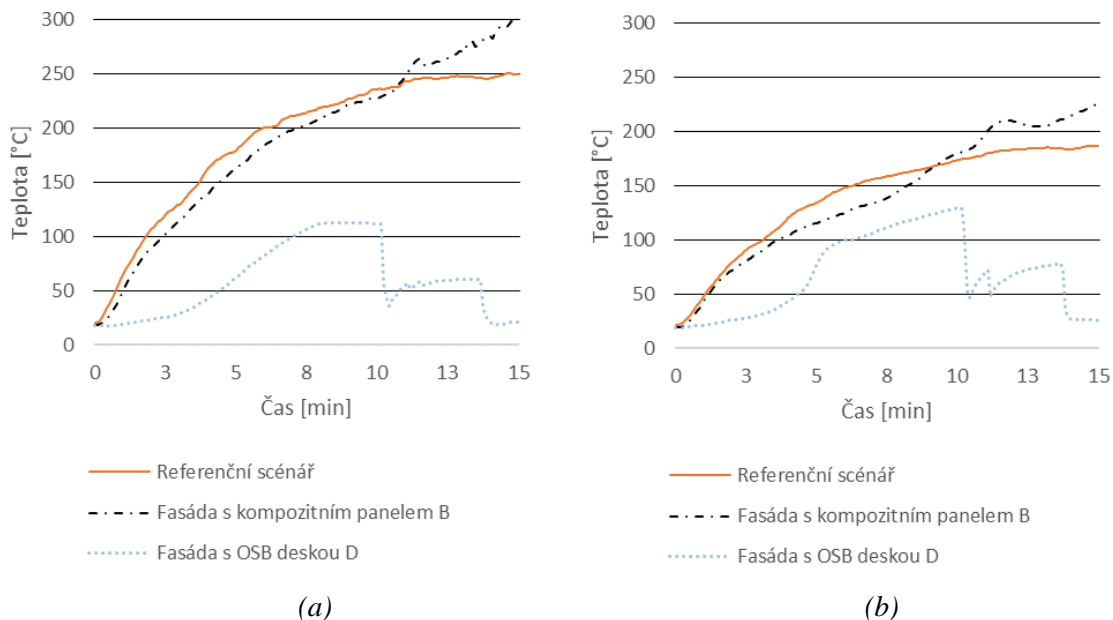 300
250
200
150
100
50
0
Teplota [°C]
0 3 5 8 10 13 15
Čas [min]
Referenční scénář
Fasáda s kompozitním panelem B
Fasáda s OSB deskou D
(a)
300
250
200
150
100
50
0
Teplota [°C]
0 3 5 8 10 13 15
Čas [min]
Referenční scénář
Fasáda s kompozitním panelem B
Fasáda s OSB deskou D
(b)